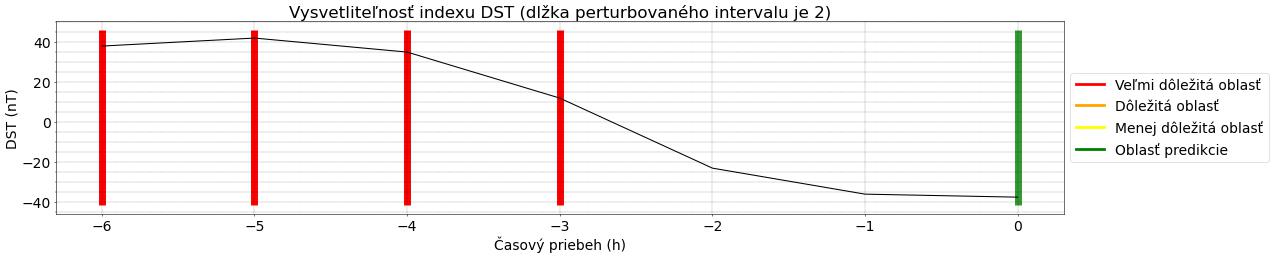 Vysvetliteľnosť indexu DST (dĺžka perturbovaného intervalu je 2)
DST (nT)
40
20
0
−20
−40
−6 −5 −4 −3 −2 −1 0
Časový priebeh (h)
Veľmi dôležitá oblasť
Dôležitá oblasť
Menej dôležitá oblasť
Oblasť predikcie